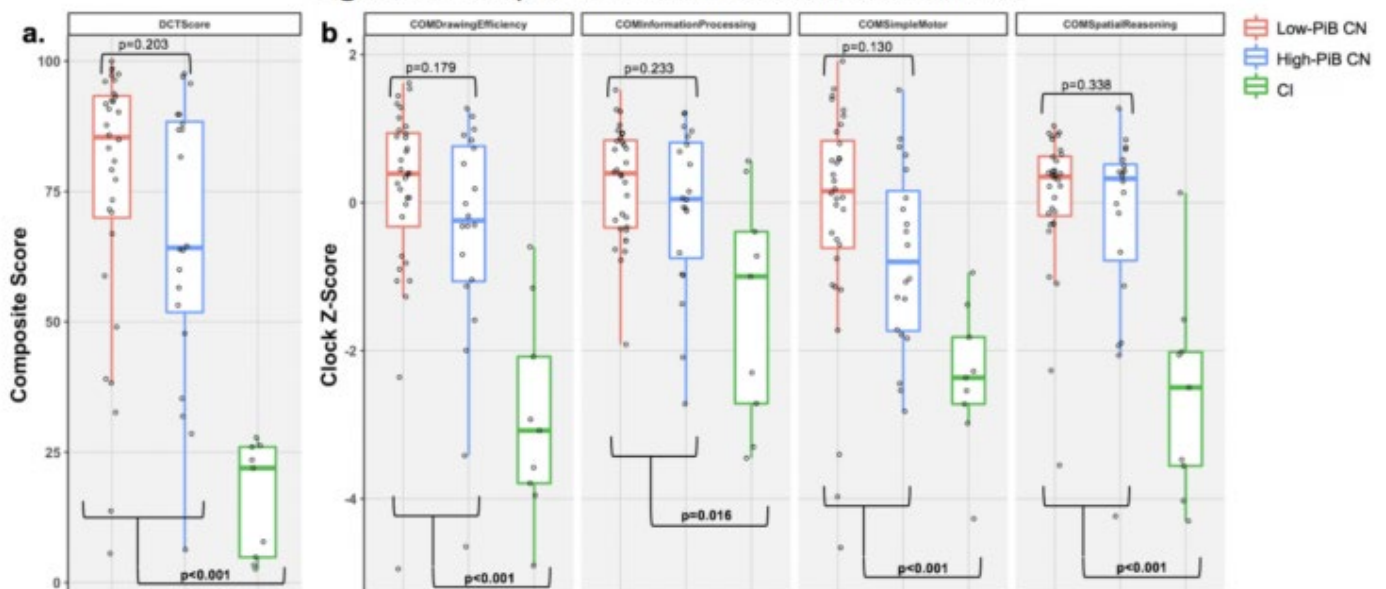 DCTScore
COMDrawingEfficiency
COMInformationProcessing
COMSimpleMotor
COMSpatialReasoning
a.
b.
Low-PiB CN
High-PiB CN
CI
p=0.203
p=0.179
p=0.233
p=0.130
p=0.338
100
75
50
25
0
2
0
-2
-4
Composite Score
Clock Z-Score
p<0.001
p<0.001
p=0.016
p<0.001
p<0.001